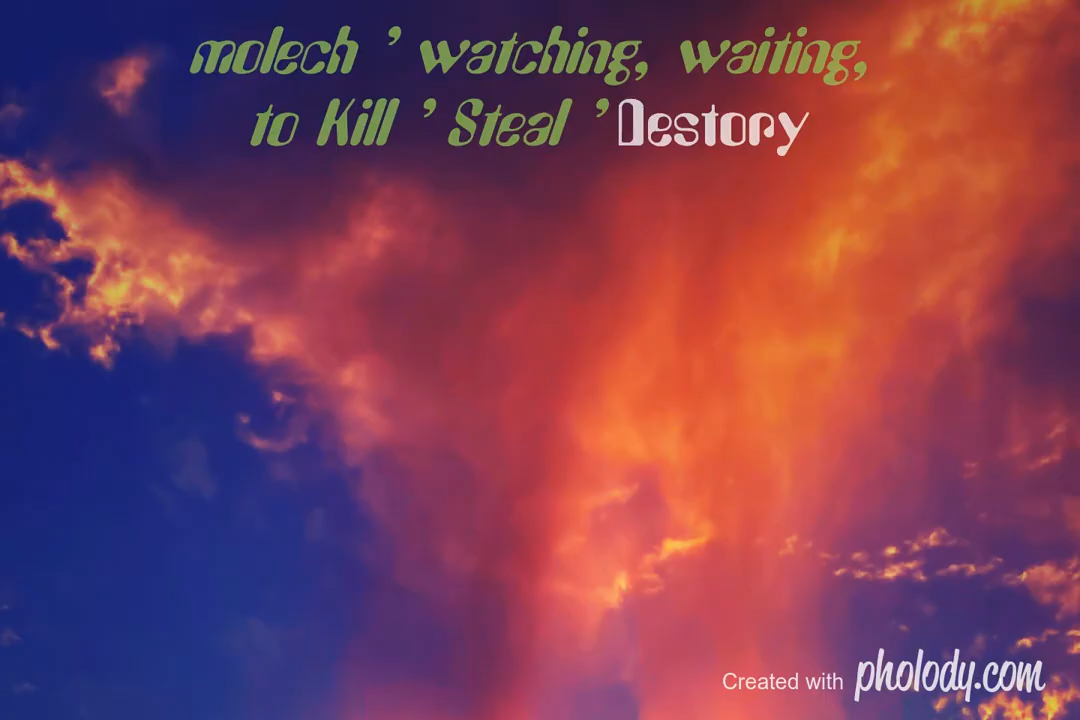 molech ’ watching, waiting,
to Kill ’ Steal ’Destory
Created with pholody.com